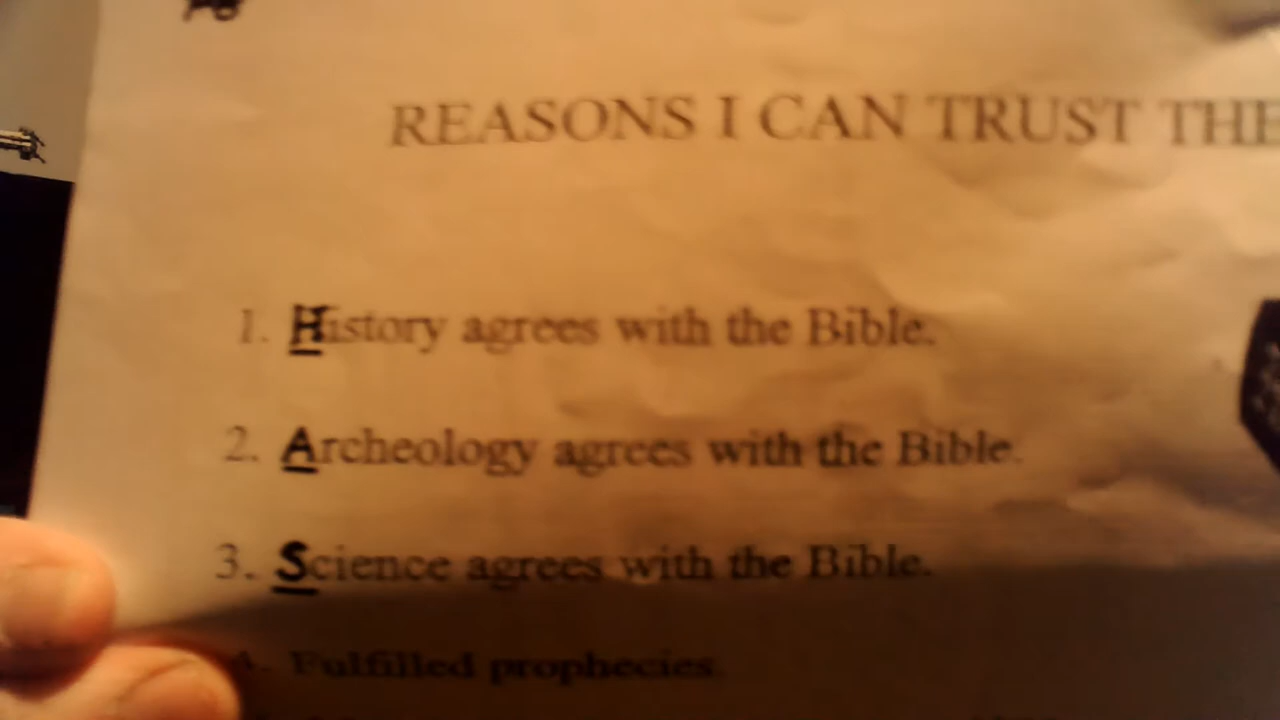 REASONS I CAN TRUST THE
1. History agrees with the Bible.
2. Archeology agrees with the Bible.
3. Science agrees with the Bible.
4. Fulfilled prophecies.